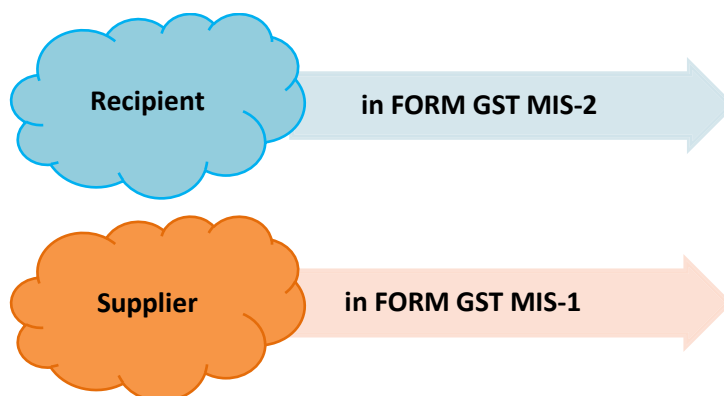 Recipient in FORM GST MIS-2
Supplier in FORM GST MIS-1